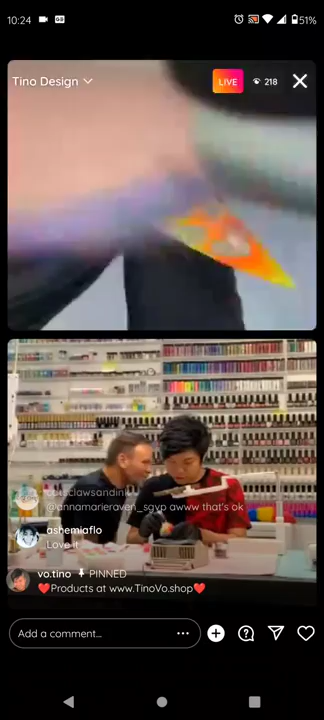 10:24
51%
Tino Design
LIVE
218
@annamarieraven_sgvp awww that's ok
ashemiaflo
Love it
vo.tino PINNED
❤️Products at www.TinoVo.shop❤️
Add a comment...